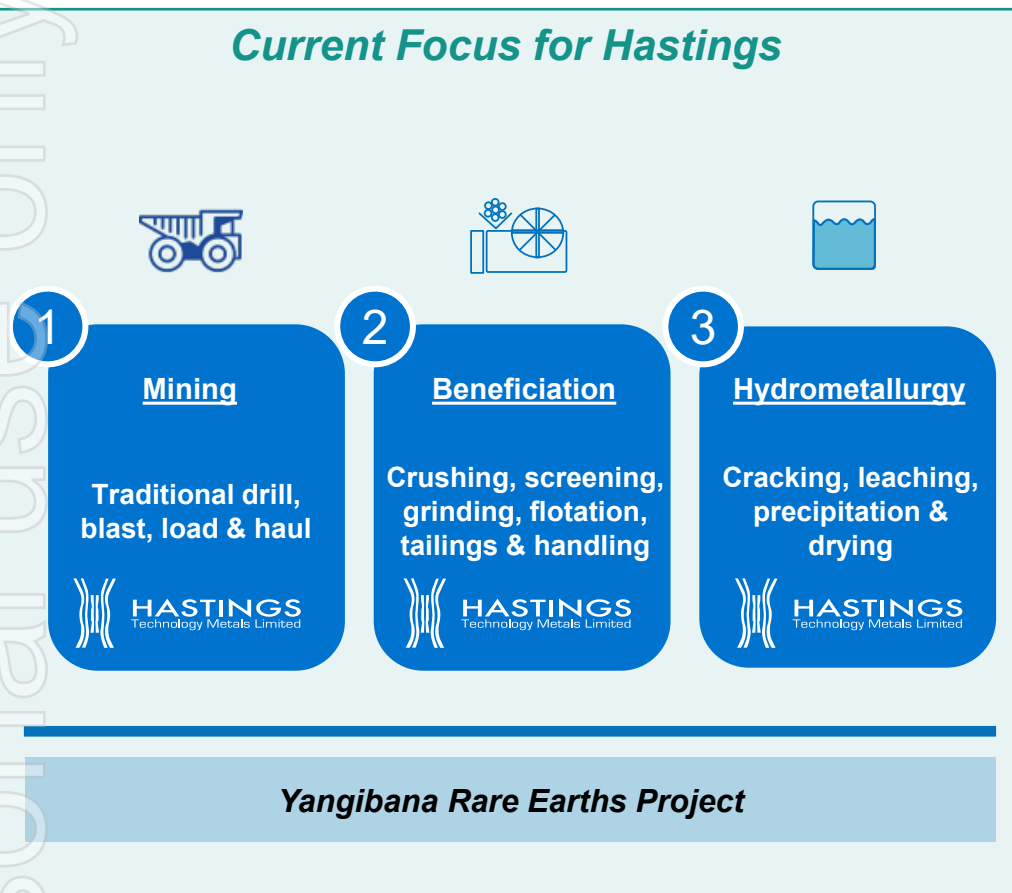 Current Focus for Hastings
1
Mining
Traditional drill,
blast, load & haul
HASTINGS
Technology Metals Limited
2
Beneficiation
Crushing, screening,
grinding, flotation,
tailings & handling
HASTINGS
Technology Metals Limited
3
Hydrometallurgy
Cracking, leaching,
precipitation &
drying
HASTINGS
Technology Metals Limited
Yangibana Rare Earths Project